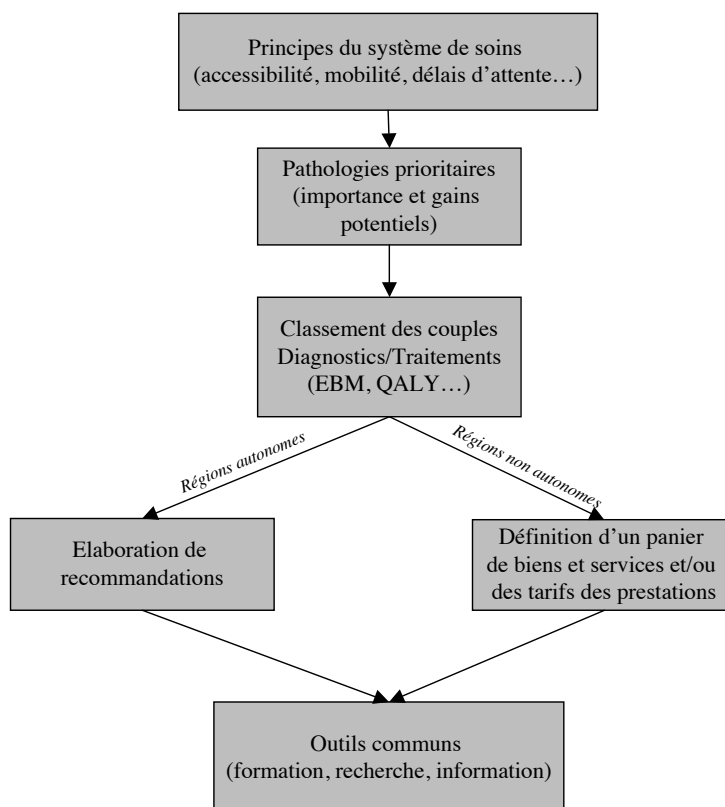 Principes du système de soins
(accessibilité, mobilité, délais d’attente…)
Pathologies prioritaires
(importance et gains
potentiels)
Classement des couples
Diagnostics/Traitements
(EBM, QALY…)
Régions autonomes
Régions non autonomes
Elaboration de
recommandations
Définition d’un panier
de biens et services et/ou
des tarifs des prestations
Outils communs
(formation, recherche, information)